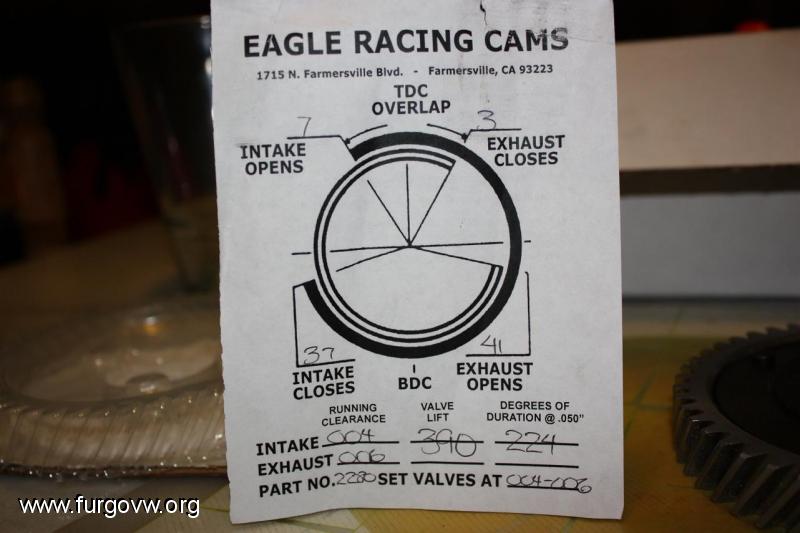 EAGLE RACING CAMS
1715 N. Farmersville Blvd. - Farmersville, CA 93223
TDC
OVERLAP
7
INTAKE
OPENS
3
EXHAUST
CLOSES
37
INTAKE
CLOSES
BDC
41
EXHAUST
OPENS
RUNNING
CLEARANCE
VALVE
LIFT
DEGREES OF
DURATION @ .050"
INTAKE 004 390 224
EXHAUST 006
PART NO. 2280 SET VALVES AT 004-006
www.furgovw.org